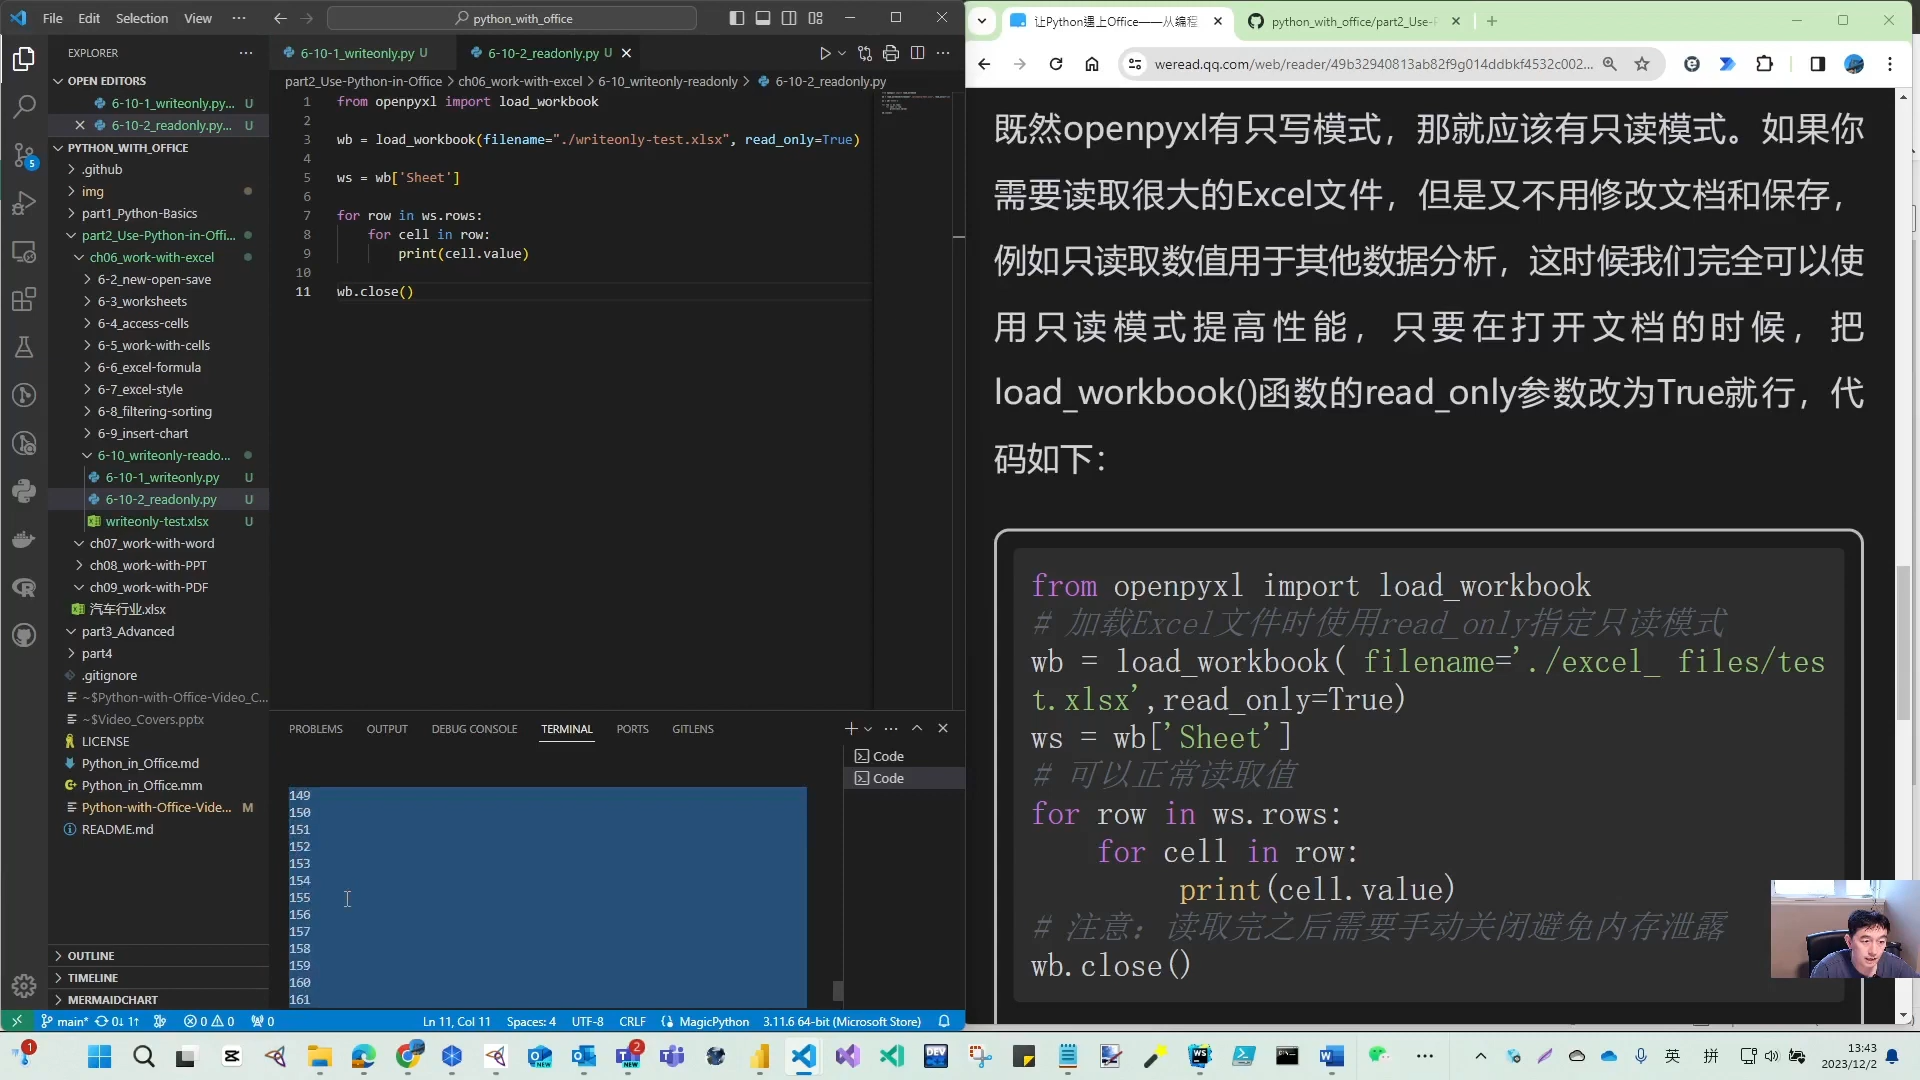 File Edit Selection View ··· python_with_office
EXPLORER
OPEN EDITORS
6-10-1_writeonly.py... U
6-10-2_readonly.py... U
PYTHON_WITH_OFFICE
.github
img
part1_Python-Basics
part2_Use-Python-in-Offi...
ch06_work-with-excel
6-2_new-open-save
6-3_worksheets
6-4_access-cells
6-5_work-with-cells
6-6_excel-formula
6-7_excel-style
6-8_filtering-sorting
6-9_insert-chart
6-10_writeonly-reado...
6-10-1_writeonly.py U
6-10-2_readonly.py U
writeonly-test.xlsx U
ch07_work-with-word
ch08_work-with-PPT
ch09_work-with-PDF
汽车行业.xlsx
part3_Advanced
part4
.gitignore
~$Python-with-Office-Video_C...
~$Video_Covers.pptx
LICENSE
Python_in_Office.md
Python_in_Office.mm
Python-with-Office-Vide... M
README.md
OUTLINE
TIMELINE
MERMAIDCHART
5
6-10-1_writeonly.py U 6-10-2_readonly.py U
part2_Use-Python-in-Office > ch06_work-with-excel > 6-10_writeonly-readonly > 6-10-2_readonly.py
1 from openpyxl import load_workbook
2
3 wb = load_workbook(filename="./writeonly-test.xlsx", read_only=True)
4
5 ws = wb['Sheet']
6
7 for row in ws.rows:
8 for cell in row:
9 print(cell.value)
10
11 wb.close()
PROBLEMS OUTPUT DEBUG CONSOLE TERMINAL PORTS GITLENS
Code
Code
149
150
151
152
153
154
155
156
157
158
159
160
161
main* 0↓ 1↑ 0 0 0 Ln 11, Col 11 Spaces: 4 UTF-8 CRLF MagicPython 3.11.6 64-bit (Microsoft Store)
让Python遇上Office——从编程 python_with_office/part2_Use-P
weread.qq.com/web/reader/49b32940813ab82f9g014ddbkf4532c002...
既然openpyxl有只写模式，那就应该有只读模式。如果你
需要读取很大的Excel文件，但是又不用修改文档和保存，
例如只读取数值用于其他数据分析，这时候我们完全可以使
用只读模式提高性能，只要在打开文档的时候，把
load_workbook()函数的read_only参数改为True就行，代
码如下：
from openpyxl import load_workbook
# 加载Excel文件时使用read_only指定只读模式
wb = load_workbook( filename='./excel_ files/tes
t.xlsx',read_only=True)
ws = wb['Sheet']
# 可以正常读取值
for row in ws.rows:
for cell in row:
print(cell.value)
# 注意：读取完之后需要手动关闭避免内存泄露
wb.close()
1
2
NEW
NEW
DEV
英 拼
13:43
2023/12/2